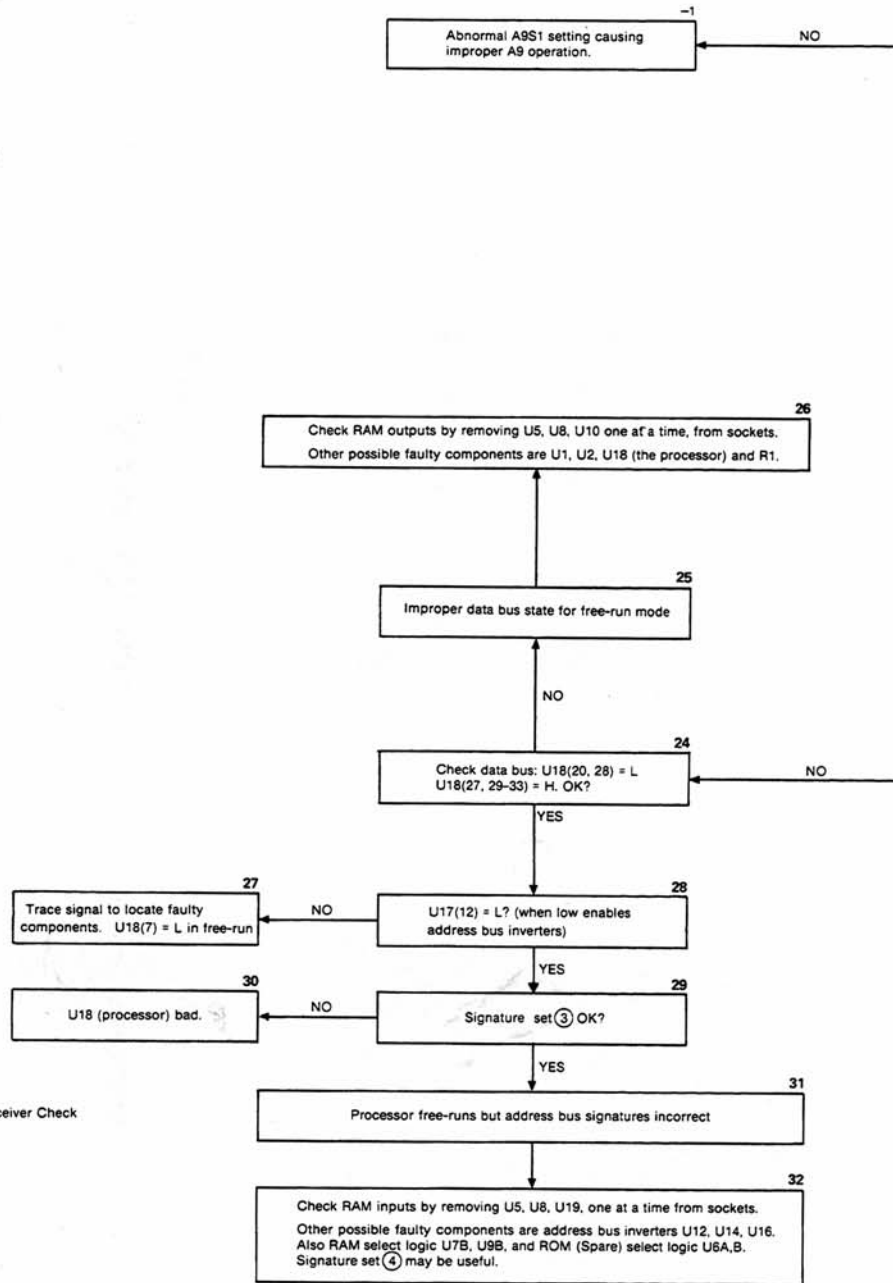 –1
Abnormal A9S1 setting causing
improper A9 operation.
NO
26
Check RAM outputs by removing U5, U8, U10 one at a time, from sockets.
Other possible faulty components are U1, U2, U18 (the processor) and R1.
25
Improper data bus state for free-run mode
NO
24
Check data bus: U18(20, 28) = L
U18(27, 29–33) = H. OK?
NO
YES
27
Trace signal to locate faulty
components. U18(7) = L in free-run
NO
28
U17(12) = L? (when low enables
address bus inverters)
YES
30
U18 (processor) bad.
NO
29
Signature set ③ OK?
YES
31
Processor free-runs but address bus signatures incorrect
ceiver Check
32
Check RAM inputs by removing U5, U8, U19, one at a time from sockets.
Other possible faulty components are address bus inverters U12, U14, U16.
Also RAM select logic U7B, U9B, and ROM (Spare) select logic U6A,B.
Signature set ④ may be useful.